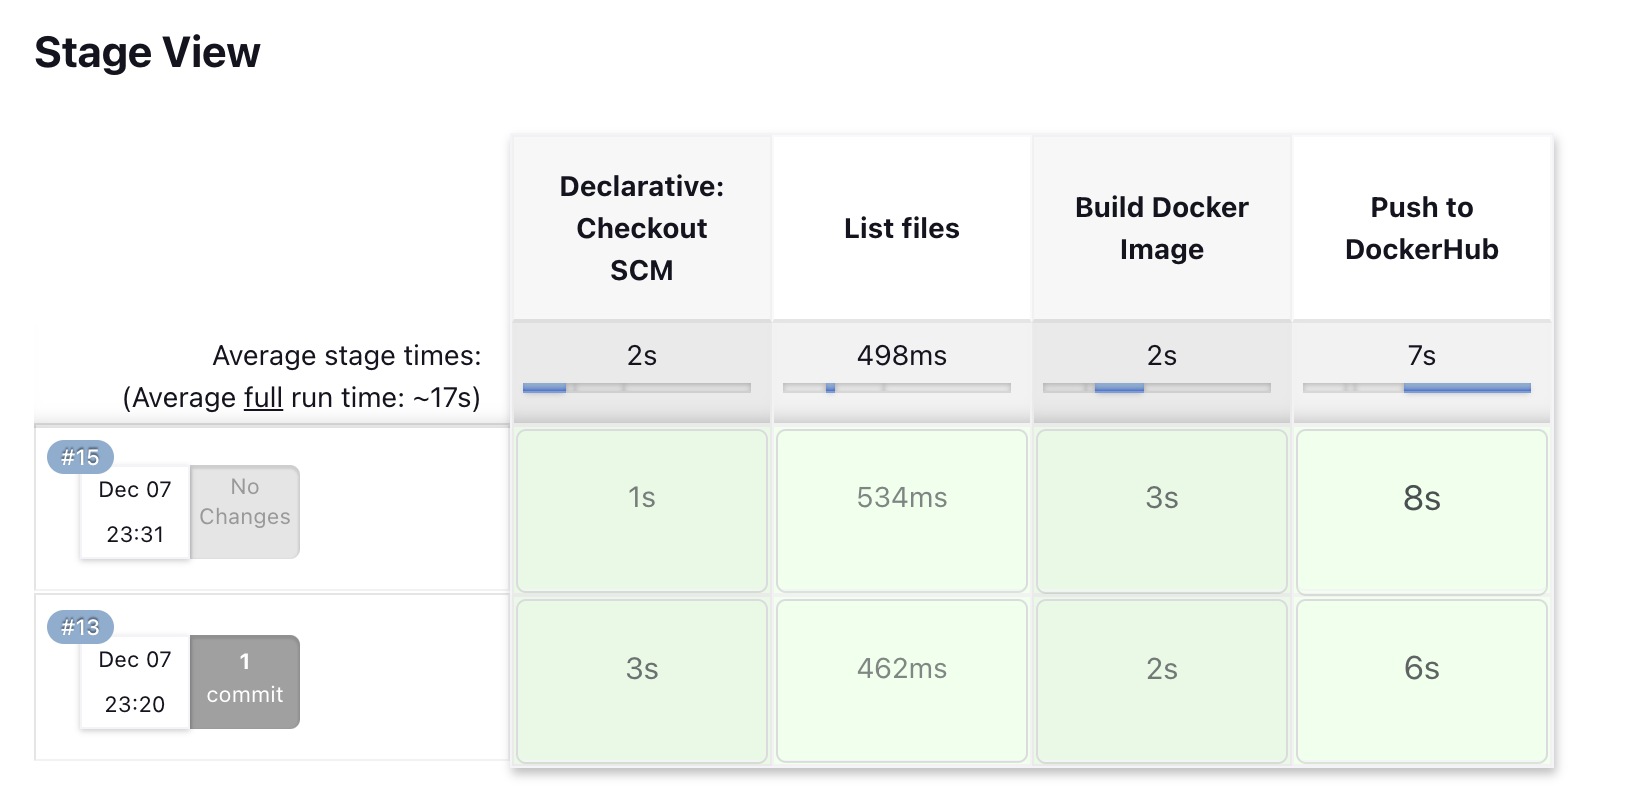 Stage View
Declarative:
Checkout
SCM
List files
Build Docker
Image
Push to
DockerHub
Average stage times:
(Average full run time: ~17s)
2s
498ms
2s
7s
#15
Dec 07
23:31
No
Changes
1s
534ms
3s
8s
#13
Dec 07
23:20
1
commit
3s
462ms
2s
6s